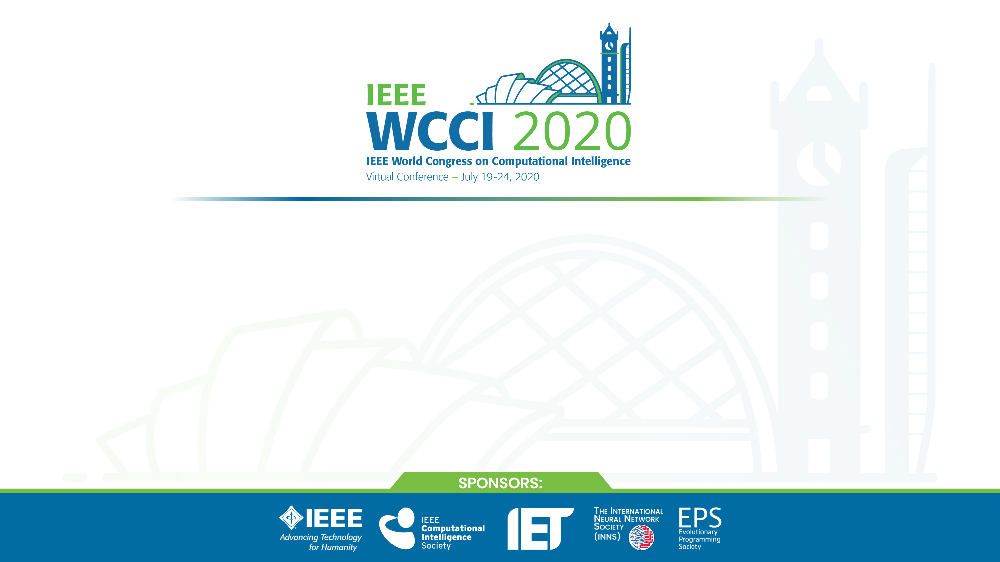 IEEE
WCCI 2020
IEEE World Congress on Computational Intelligence
Virtual Conference – July 19-24, 2020
SPONSORS:
IEEE
Advancing Technology
for Humanity
IEEE
Computational
Intelligence
Society
IET
THE INTERNATIONAL
NEURAL NETWORK
SOCIETY
(INNS)
EPS
Evolutionary
Programming
Society